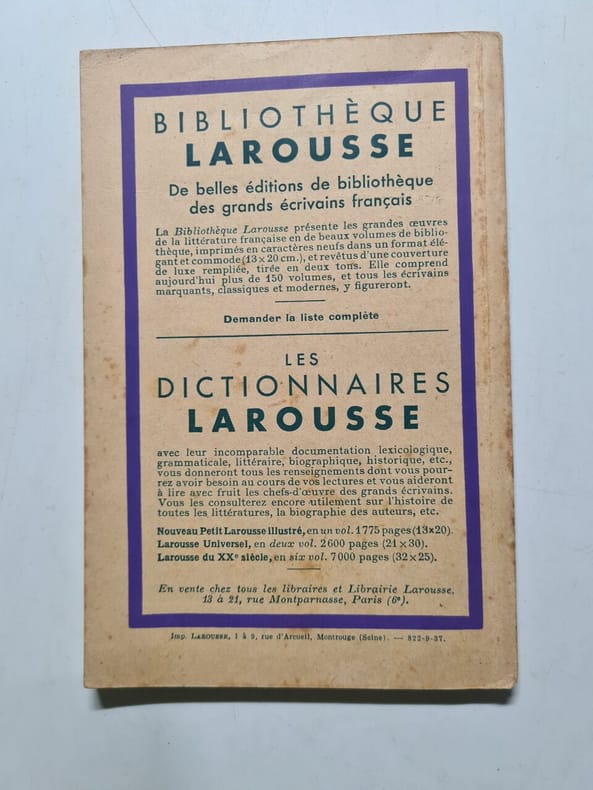 BIBLIOTHÈQUE
LAROUSSE
De belles éditions de bibliothèque
des grands écrivains français
La Bibliothèque Larousse présente les grandes œuvres
de la littérature française en de beaux volumes de biblio-
thèque, imprimés en caractères neufs dans un format élé-
gant et commode (13×20 cm.), et revêtus d'une couverture
de luxe rempliée, tirée en deux tons. Elle comprend
aujourd'hui plus de 150 volumes, et tous les écrivains
marquants, classiques et modernes, y figureront.
Demander la liste complète
LES
DICTIONNAIRES
LAROUSSE
avec leur incomparable documentation lexicologique,
grammaticale, littéraire, biographique, historique, etc.,
vous donneront tous les renseignements dont vous pour-
rez avoir besoin au cours de vos lectures et vous aideront
à lire avec fruit les chefs-d'œuvre des grands écrivains.
Vous les consulterez encore utilement sur l'histoire de
toutes les littératures, la biographie des auteurs, etc.
Nouveau Petit Larousse illustré, en un vol. 1775 pages (13×20).
Larousse Universel, en deux vol. 2600 pages (21×30).
Larousse du XXe siècle, en six vol. 7000 pages (32×25).
En vente chez tous les libraires et Librairie Larousse,
13 à 21, rue Montparnasse, Paris (6e).
Imp. LAROUSSE, 1 à 9, rue d'Arcueil, Montrouge (Seine). — 822-9-37.